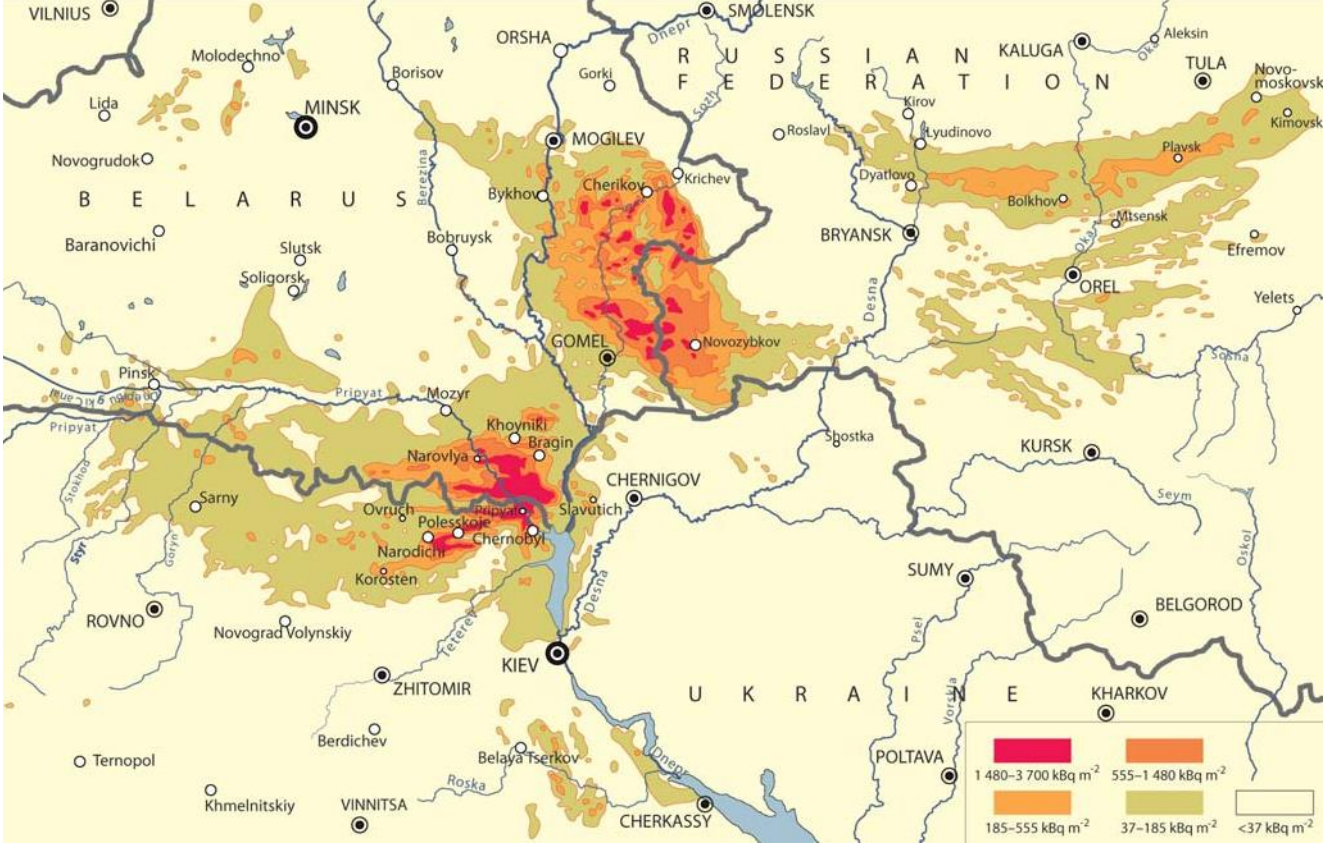 VILNIUS
SMOLENSK
ORSHA
Dnepr
KALUGA
Aleksin
Oka
R U S S I A N
F E D E R A T I O N
Molodechno
Borisov
Gorki
Sozh
TULA
Novo-
moskovsk
Lida
MINSK
Kirov
Kimovsk
MOGILEV
Roslavl
Lyudinovo
Novogrudok
Plavsk
Berezina
Cherikov
Krichev
Dyatlovo
B E L A R U S
Bykhov
Bolkhov
Mtsensk
Baranovichi
Bobruysk
BRYANSK
Oka
Efremov
Slutsk
Soligorsk
OREL
Desna
Yelets
GOMEL
Novozybkov
Sosna
Pinsk
Pripyat
Mozyr
Pripyat
Khoyniki
Bragin
Shostka
KURSK
Narovlya
Stokhod
CHERNIGOV
Seym
Sarny
Ovruch
Pripyat
Slavutich
Polesskoje
Chernobyl
Narodichi
Oskol
Styr
Goryn
Korosten
SUMY
Desna
ROVNO
BELGOROD
Novograd Volynskiy
Teterev
Psel
KIEV
ZHITOMIR
U K R A I N E
KHARKOV
Vorskla
Berdichev
Ternopol
Belaya Tserkov
Dnepr
POLTAVA
Roska
Khmelnitskiy
VINNITSA
CHERKASSY
1 480–3 700 kBq m-2
555–1 480 kBq m-2
185–555 kBq m-2
37–185 kBq m-2
<37 kBq m-2